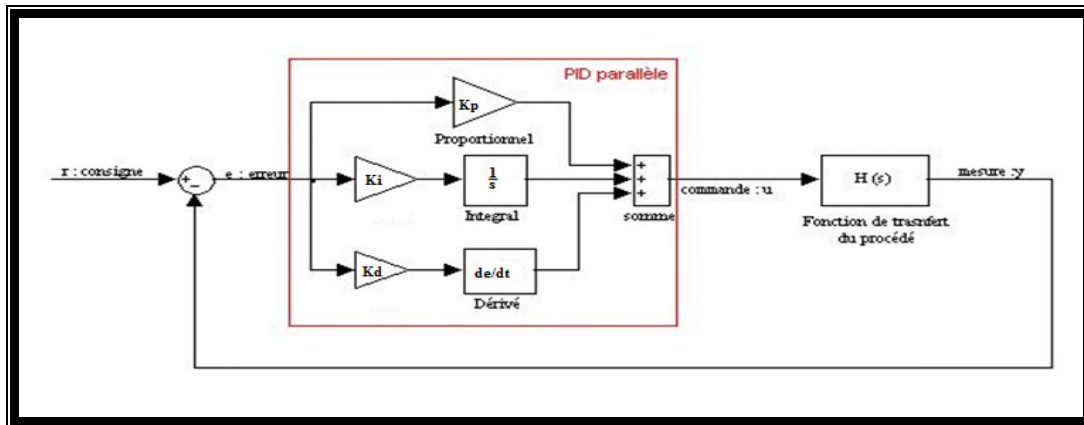 PID parallèle
Kp
Proportionnel
r : consigne
+
-
e : erreur
Ki
1
s
Integral
+
+
+
somme
commande : u
H (s)
mesure :y
Fonction de trasnfert
du procédé
Kd
de/dt
Dérivé